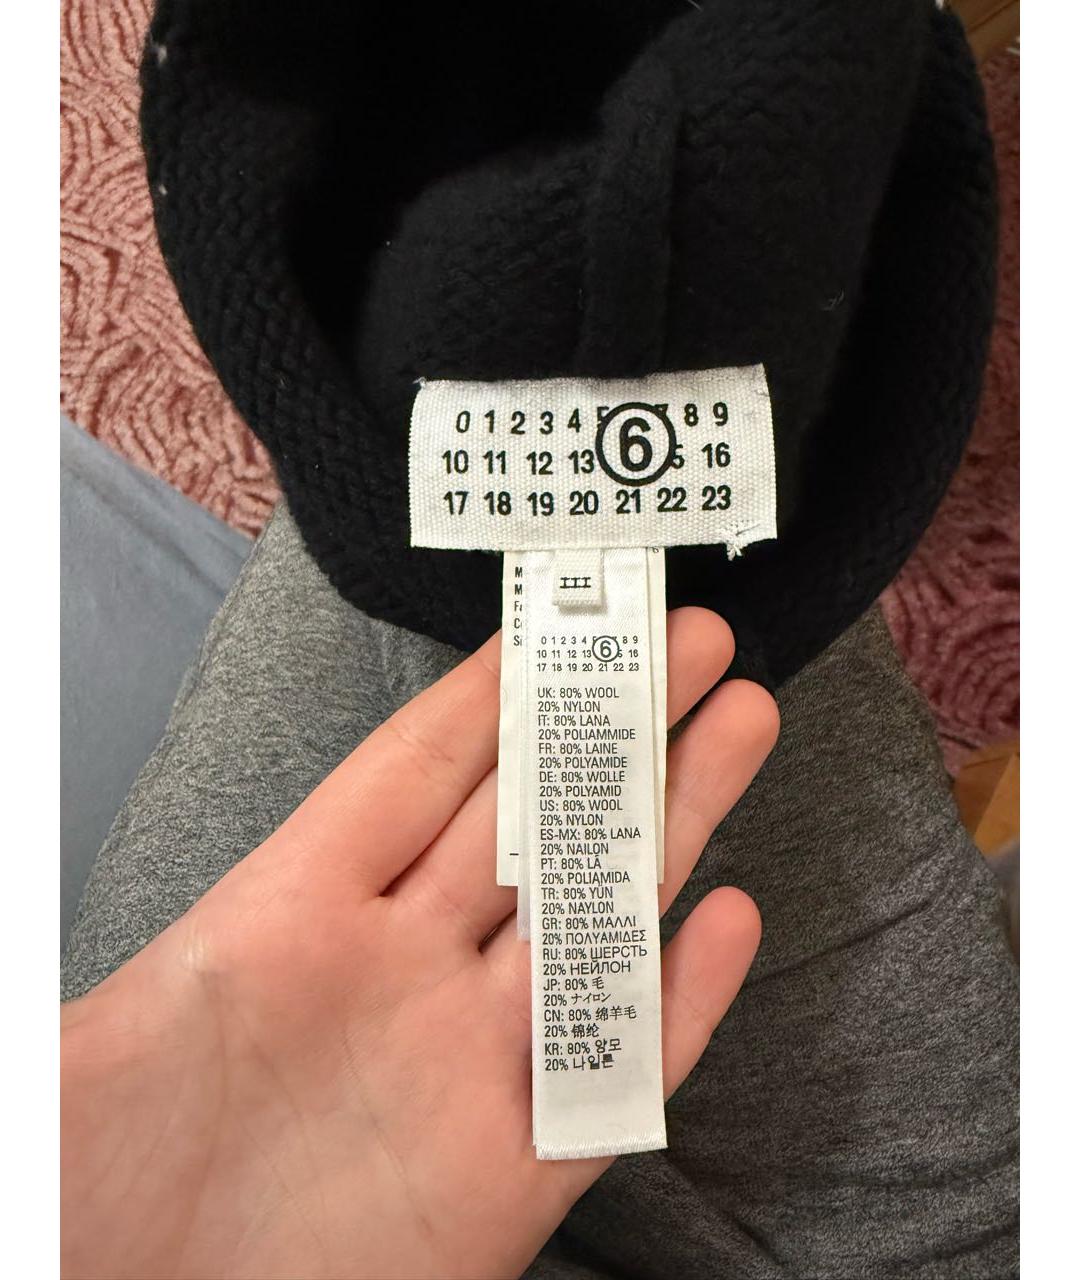 0 1 2 3 4 5 6 7 8 9
10 11 12 13 16
17 18 19 20 21 22 23
6
III
M
M
Fa
C
Si
0 1 2 3 4 6 8 9
10 11 12 13 16
17 18 19 20 21 22 23
UK: 80% WOOL
20% NYLON
IT: 80% LANA
20% POLIAMMIDE
FR: 80% LAINE
20% POLYAMIDE
DE: 80% WOLLE
20% POLYAMID
US: 80% WOOL
20% NYLON
ES-MX: 80% LANA
20% NAILON
PT: 80% LÃ
20% POLIAMIDA
TR: 80% YÜN
20% NAYLON
GR: 80% ΜΑΛΛΙ
20% ΠΟΛΥΑΜΙΔΕΣ
RU: 80% ШЕРСТЬ
20% НЕЙЛОН
JP: 80% 毛
20% ナイロン
CN: 80% 绵羊毛
20% 锦纶
KR: 80% 양모
20% 나일론